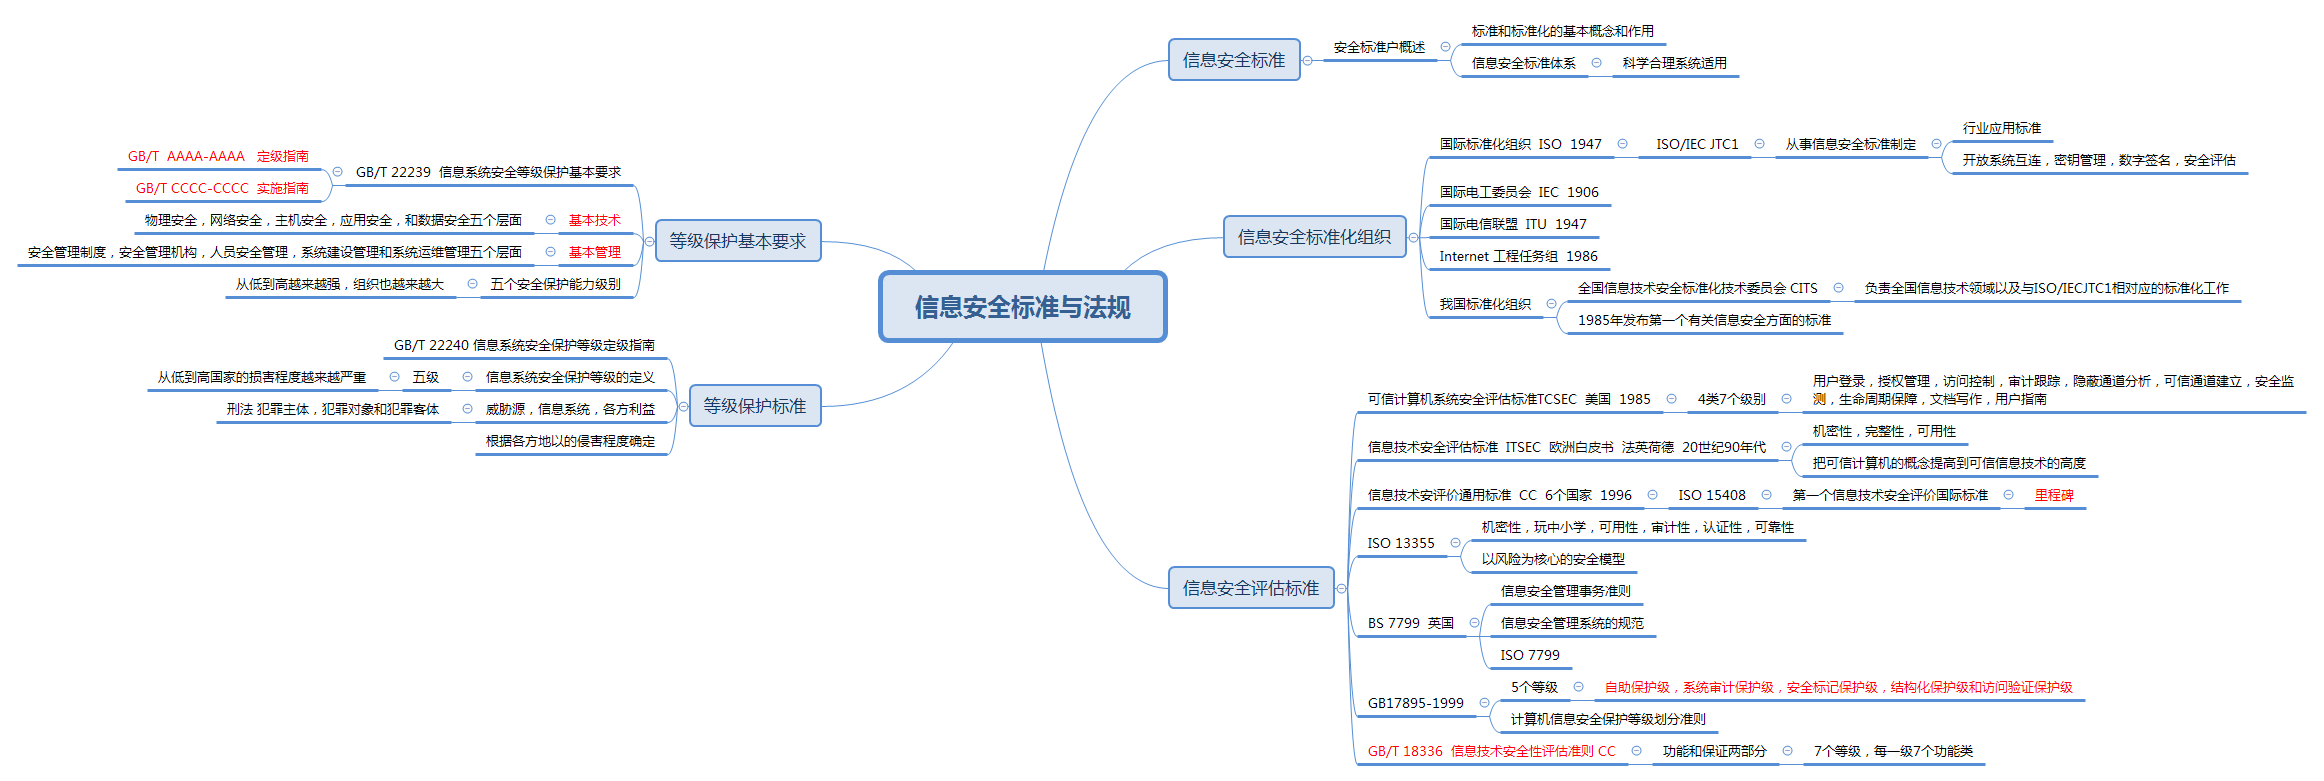 信息安全标准与法规
信息安全标准
安全标准户概述
标准和标准化的基本概念和作用
信息安全标准体系
科学合理系统适用
信息安全标准化组织
国际标准化组织 ISO 1947
ISO/IEC JTC1
从事信息安全标准制定
行业应用标准
开放系统互连，密钥管理，数字签名，安全评估
国际电工委员会 IEC 1906
国际电信联盟 ITU 1947
Internet 工程任务组 1986
我国标准化组织
全国信息技术安全标准化技术委员会 CITS
负责全国信息技术领域以及与ISO/IECJTC1相对应的标准化工作
1985年发布第一个有关信息安全方面的标准
信息安全评估标准
可信计算机系统安全评估标准TCSEC 美国 1985
4类7个级别
用户登录，授权管理，访问控制，审计跟踪，隐蔽通道分析，可信通道建立，安全监
测，生命周期保障，文档写作，用户指南
信息技术安全评估标准 ITSEC 欧洲白皮书 法英荷德 20世纪90年代
机密性，完整性，可用性
把可信计算机的概念提高到可信信息技术的高度
信息技术安评价通用标准 CC 6个国家 1996
ISO 15408
第一个信息技术安全评价国际标准
里程碑
ISO 13355
机密性，玩中小学，可用性，审计性，认证性，可靠性
以风险为核心的安全模型
BS 7799 英国
信息安全管理事务准则
信息安全管理系统的规范
ISO 7799
GB17895-1999
5个等级
自助保护级，系统审计保护级，安全标记保护级，结构化保护级和访问验证保护级
计算机信息安全保护等级划分准则
GB/T 18336 信息技术安全性评估准则 CC
功能和保证两部分
7个等级，每一级7个功能类
等级保护基本要求
GB/T 22239 信息系统安全等级保护基本要求
GB/T AAAA-AAAA 定级指南
GB/T CCCC-CCCC 实施指南
基本技术
物理安全，网络安全，主机安全，应用安全，和数据安全五个层面
基本管理
安全管理制度，安全管理机构，人员安全管理，系统建设管理和系统运维管理五个层面
五个安全保护能力级别
从低到高越来越强，组织也越来越大
等级保护标准
GB/T 22240 信息系统安全保护等级定级指南
信息系统安全保护等级的定义
五级
从低到高国家的损害程度越来越严重
威胁源，信息系统，各方利益
刑法 犯罪主体，犯罪对象和犯罪客体
根据各方地以的侵害程度确定